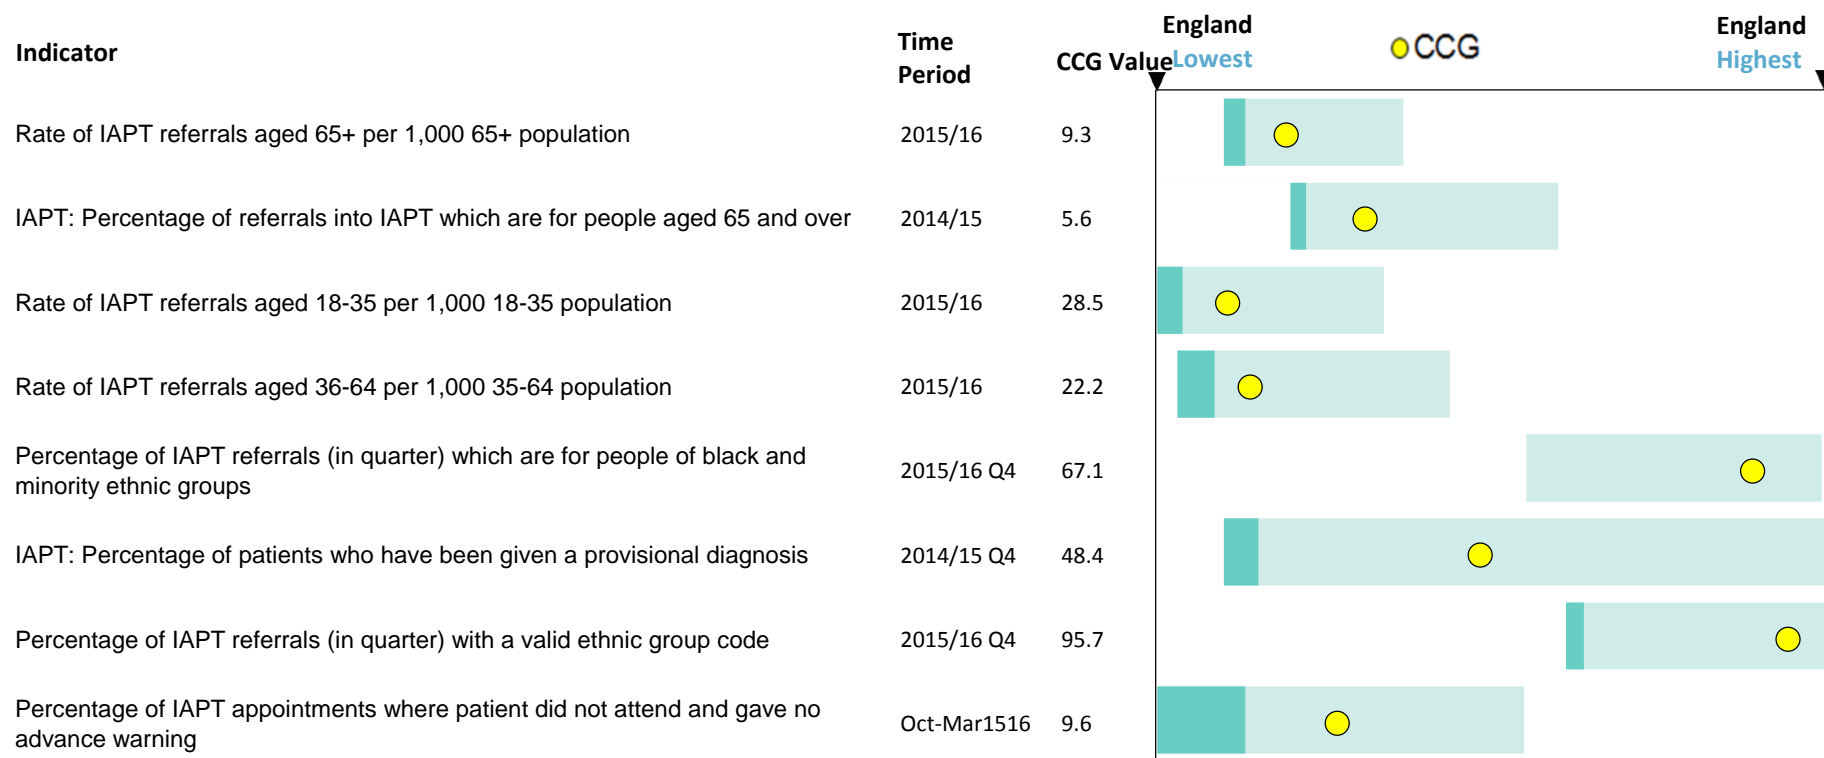 Indicator
Time Period
CCG Value
England Lowest
CCG
England Highest
Rate of IAPT referrals aged 65+ per 1,000 65+ population 2015/16 9.3
IAPT: Percentage of referrals into IAPT which are for people aged 65 and over 2014/15 5.6
Rate of IAPT referrals aged 18-35 per 1,000 18-35 population 2015/16 28.5
Rate of IAPT referrals aged 36-64 per 1,000 35-64 population 2015/16 22.2
Percentage of IAPT referrals (in quarter) which are for people of black and
minority ethnic groups 2015/16 Q4 67.1
IAPT: Percentage of patients who have been given a provisional diagnosis 2014/15 Q4 48.4
Percentage of IAPT referrals (in quarter) with a valid ethnic group code 2015/16 Q4 95.7
Percentage of IAPT appointments where patient did not attend and gave no
advance warning Oct-Mar1516 9.6